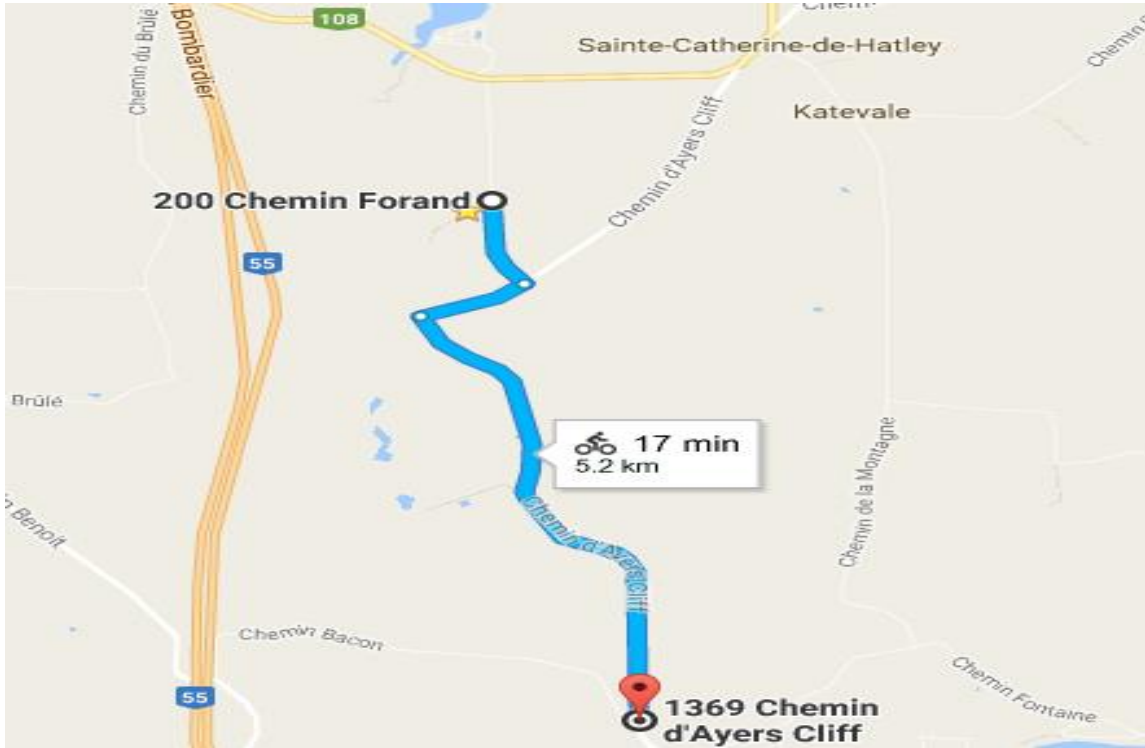 Chemin
108
Bombardier
Chemin du Brûlé
Sainte-Catherine-de-Hatley
Katevale
Chemin
Chemin d'Ayers Cliff
200 Chemin Forand
55
Brûlé
17 min
5.2 km
Chemin de la Montagne
Benoit
Chemin d'Ayers Cliff
Chemin Bacon
55
Chemin Fontaine
1369 Chemin
d'Ayers Cliff